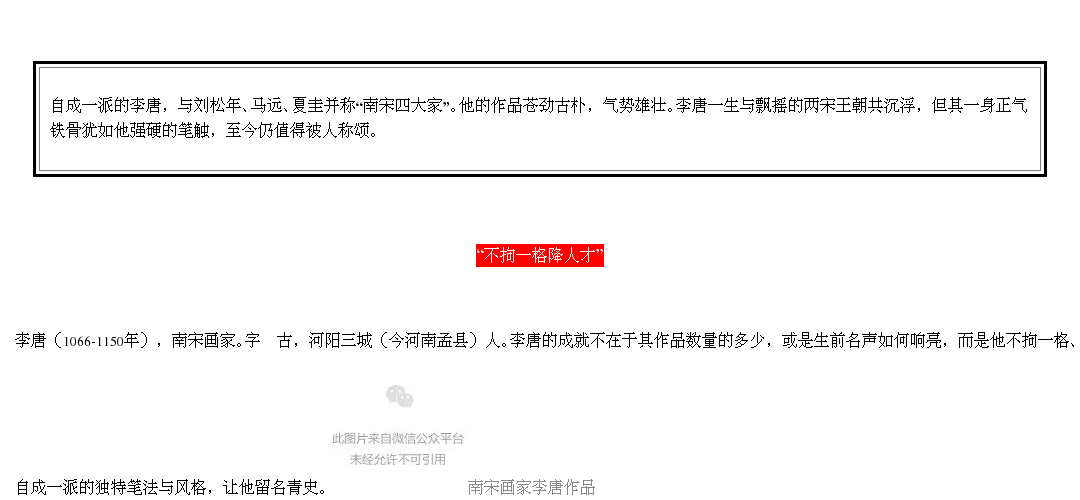 自成一派的李唐，与刘松年、马远、夏圭并称“南宋四大家”。他的作品苍劲古朴，气势雄壮。李唐一生与飘摇的两宋王朝共沉浮，但其一身正气
铁骨犹如他强硬的笔触，至今仍值得被人称颂。
“不拘一格降人才”
李唐（1066-1150年），南宋画家。字　古，河阳三城（今河南孟县）人。李唐的成就不在于其作品数量的多少，或是生前名声如何响亮，而是他不拘一格、
此图片来自微信公众平台
未经允许不可引用
自成一派的独特笔法与风格，让他留名青史。
南宋画家李唐作品